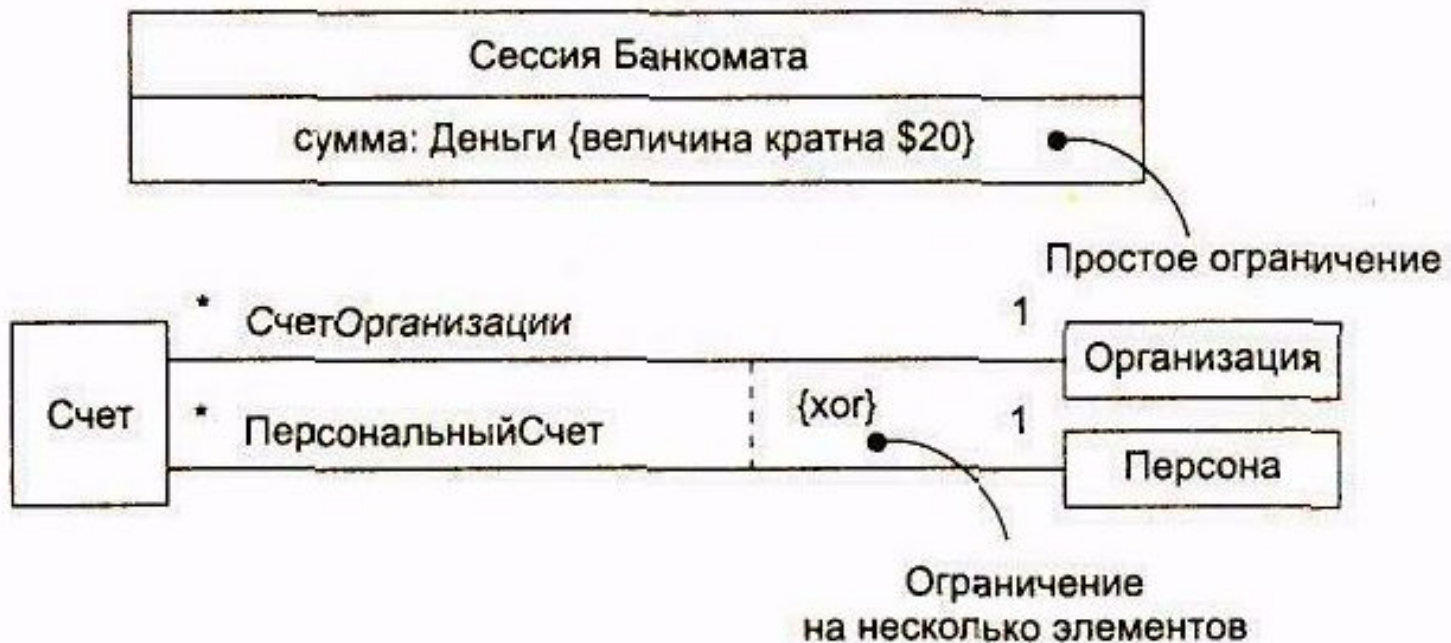 Сессия Банкомата
сумма: Деньги {величина кратна $20}
Простое ограничение
* СчетОрганизации 1
Организация
Счет
* ПерсональныйСчет {xor} 1
Персона
Ограничение
на несколько элементов